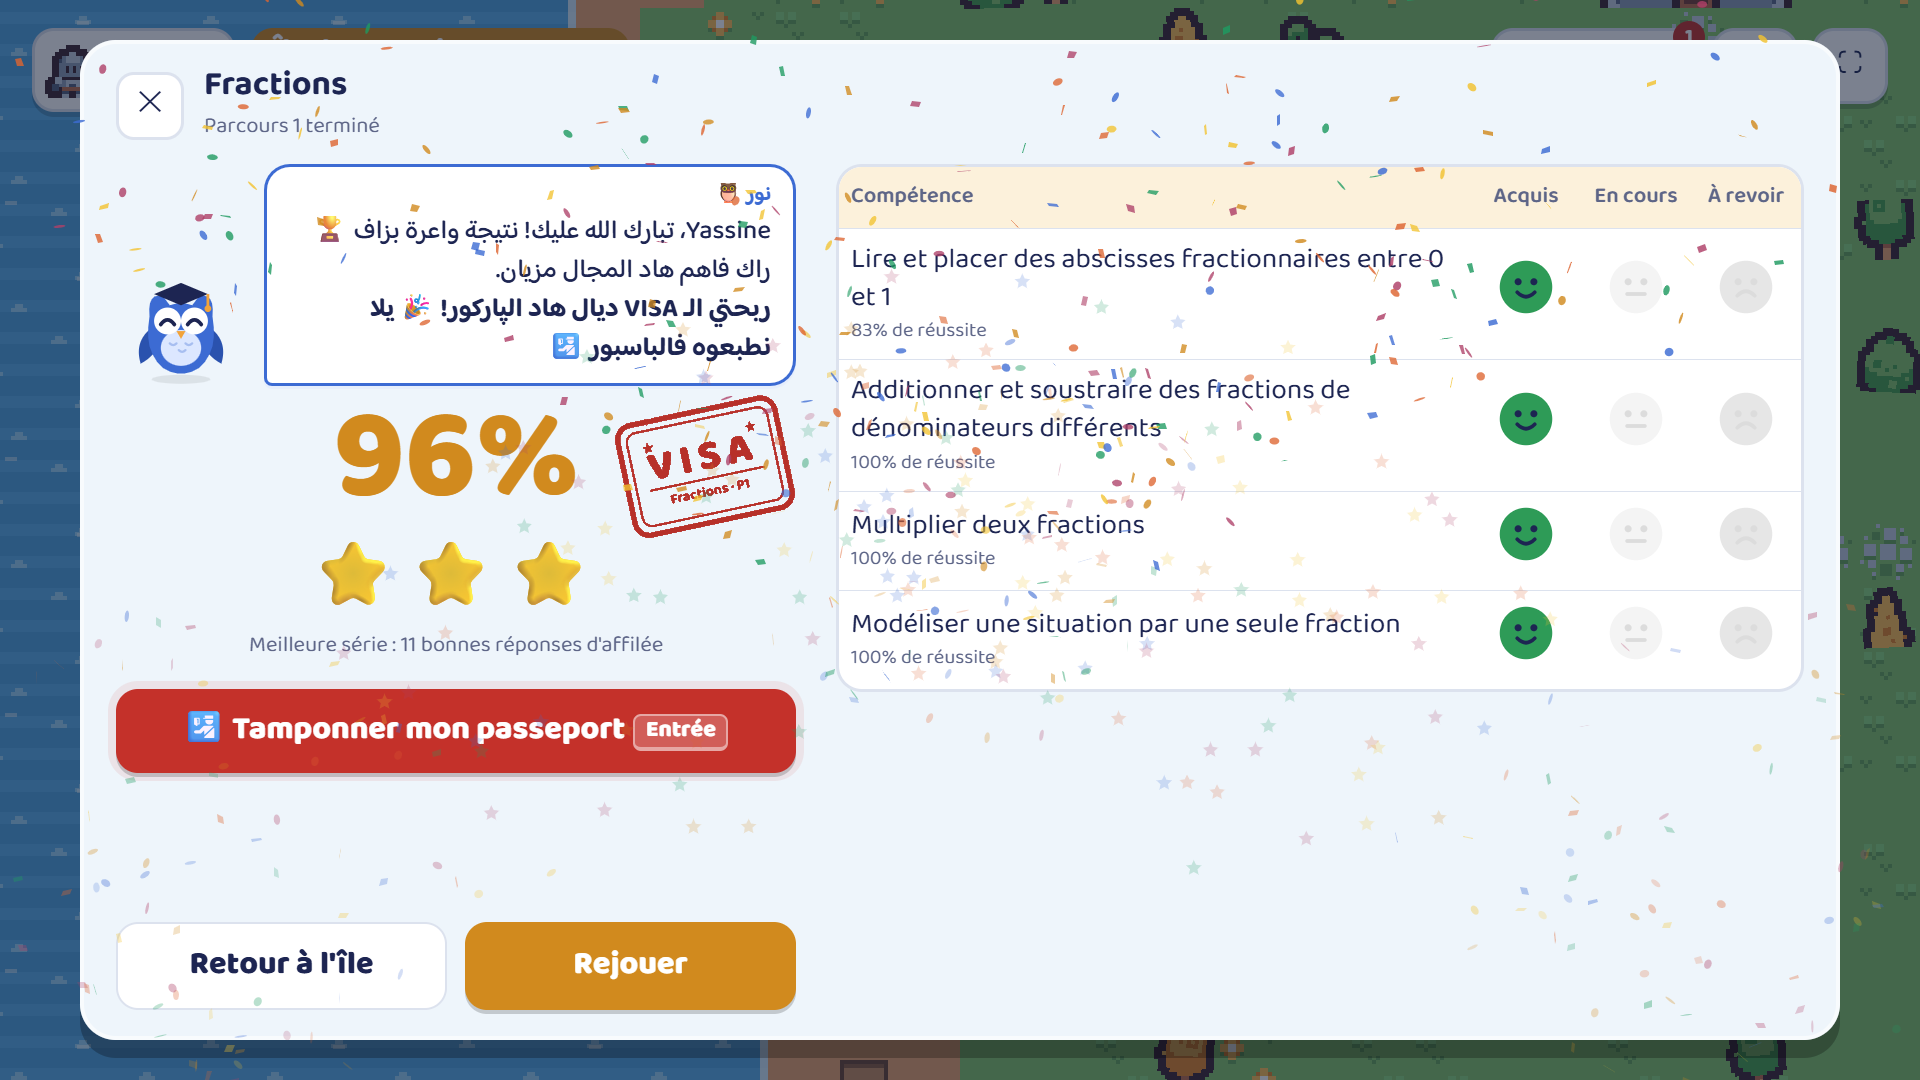 Fractions
Parcours 1 terminé
نور 🦉
Yassine، تبارك الله عليك! نتيجة واعرة بزاف 🏆
راك فاهم هاد المجال مزيان.
ربحتي الـ VISA ديال هاد الپاركور! 🎉 يلا
نطبعوه فالباسبور 🛂
96%
VISA
Fractions · P1
Meilleure série : 11 bonnes réponses d'affilée
🛂 Tamponner mon passeport Entrée
Retour à l'île
Rejouer
Compétence Acquis En cours À revoir
Lire et placer des abscisses fractionnaires entre 0
et 1
83% de réussite
Additionner et soustraire des fractions de
dénominateurs différents
100% de réussite
Multiplier deux fractions
100% de réussite
Modéliser une situation par une seule fraction
100% de réussite
1